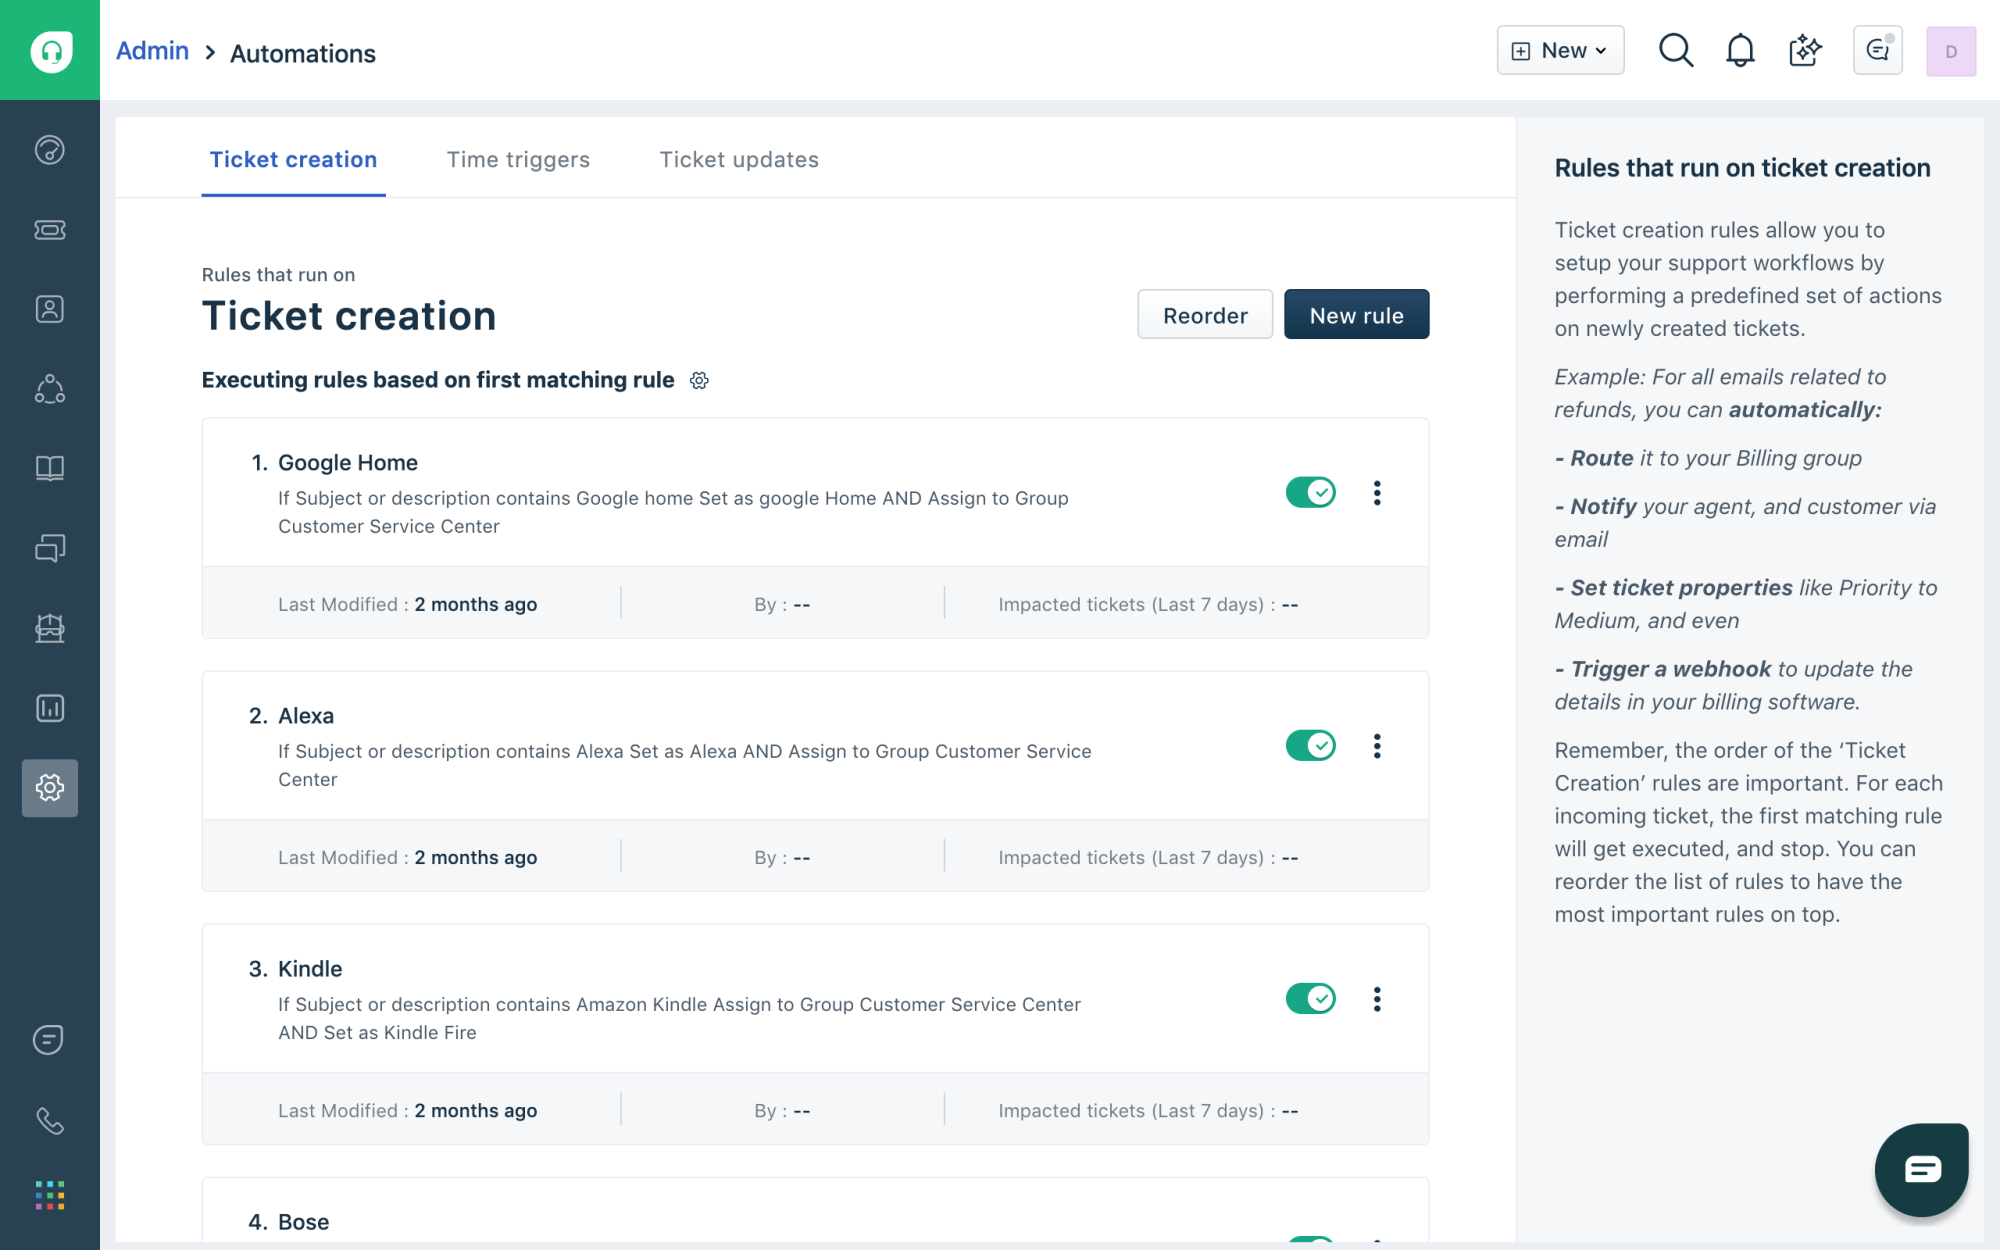 Admin > Automations
New
D
Ticket creation
Time triggers
Ticket updates
Rules that run on
Ticket creation
Reorder
New rule
Executing rules based on first matching rule
1. Google Home
If Subject or description contains Google home Set as google Home AND Assign to Group
Customer Service Center
Last Modified : 2 months ago
By : --
Impacted tickets (Last 7 days) : --
2. Alexa
If Subject or description contains Alexa Set as Alexa AND Assign to Group Customer Service
Center
Last Modified : 2 months ago
By : --
Impacted tickets (Last 7 days) : --
3. Kindle
If Subject or description contains Amazon Kindle Assign to Group Customer Service Center
AND Set as Kindle Fire
Last Modified : 2 months ago
By : --
Impacted tickets (Last 7 days) : --
4. Bose
Rules that run on ticket creation
Ticket creation rules allow you to
setup your support workflows by
performing a predefined set of actions
on newly created tickets.
Example: For all emails related to
refunds, you can automatically:
- Route it to your Billing group
- Notify your agent, and customer via
email
- Set ticket properties like Priority to
Medium, and even
- Trigger a webhook to update the
details in your billing software.
Remember, the order of the ‘Ticket
Creation’ rules are important. For each
incoming ticket, the first matching rule
will get executed, and stop. You can
reorder the list of rules to have the
most important rules on top.